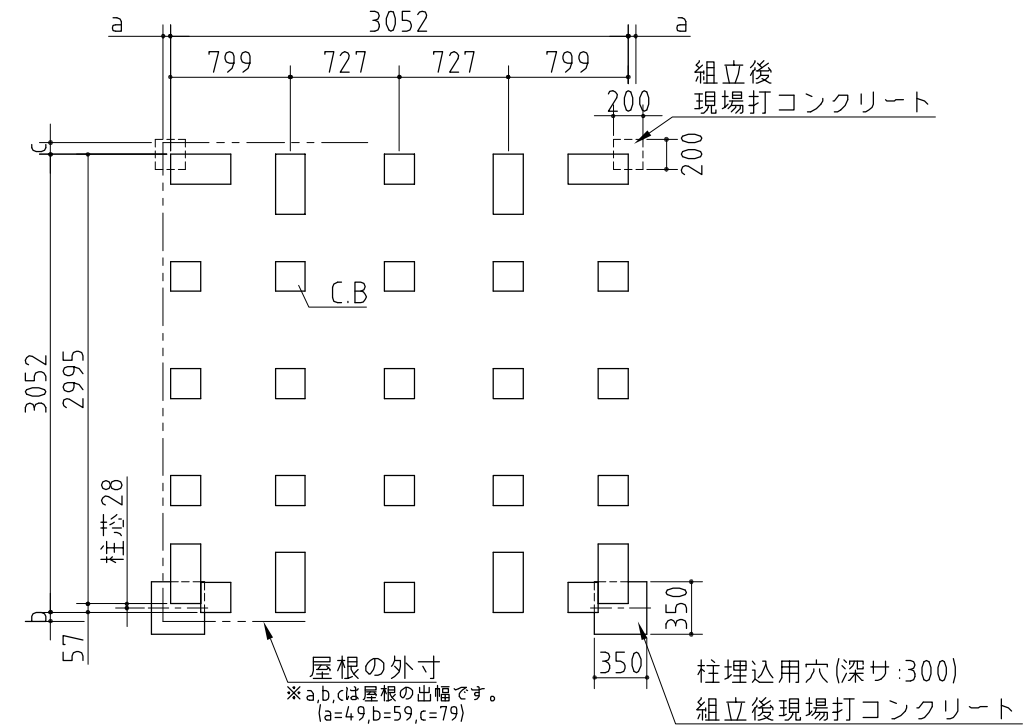 a
3052
a
799
727
727
799
組立後
現場打コンクリート
200
200
c
C.B
3052
2995
柱芯28
b
57
350
350
屋根の外寸
※a,b,cは屋根の出幅です。
(a=49,b=59,c=79)
柱埋込用穴(深サ:300)
組立後現場打コンクリート